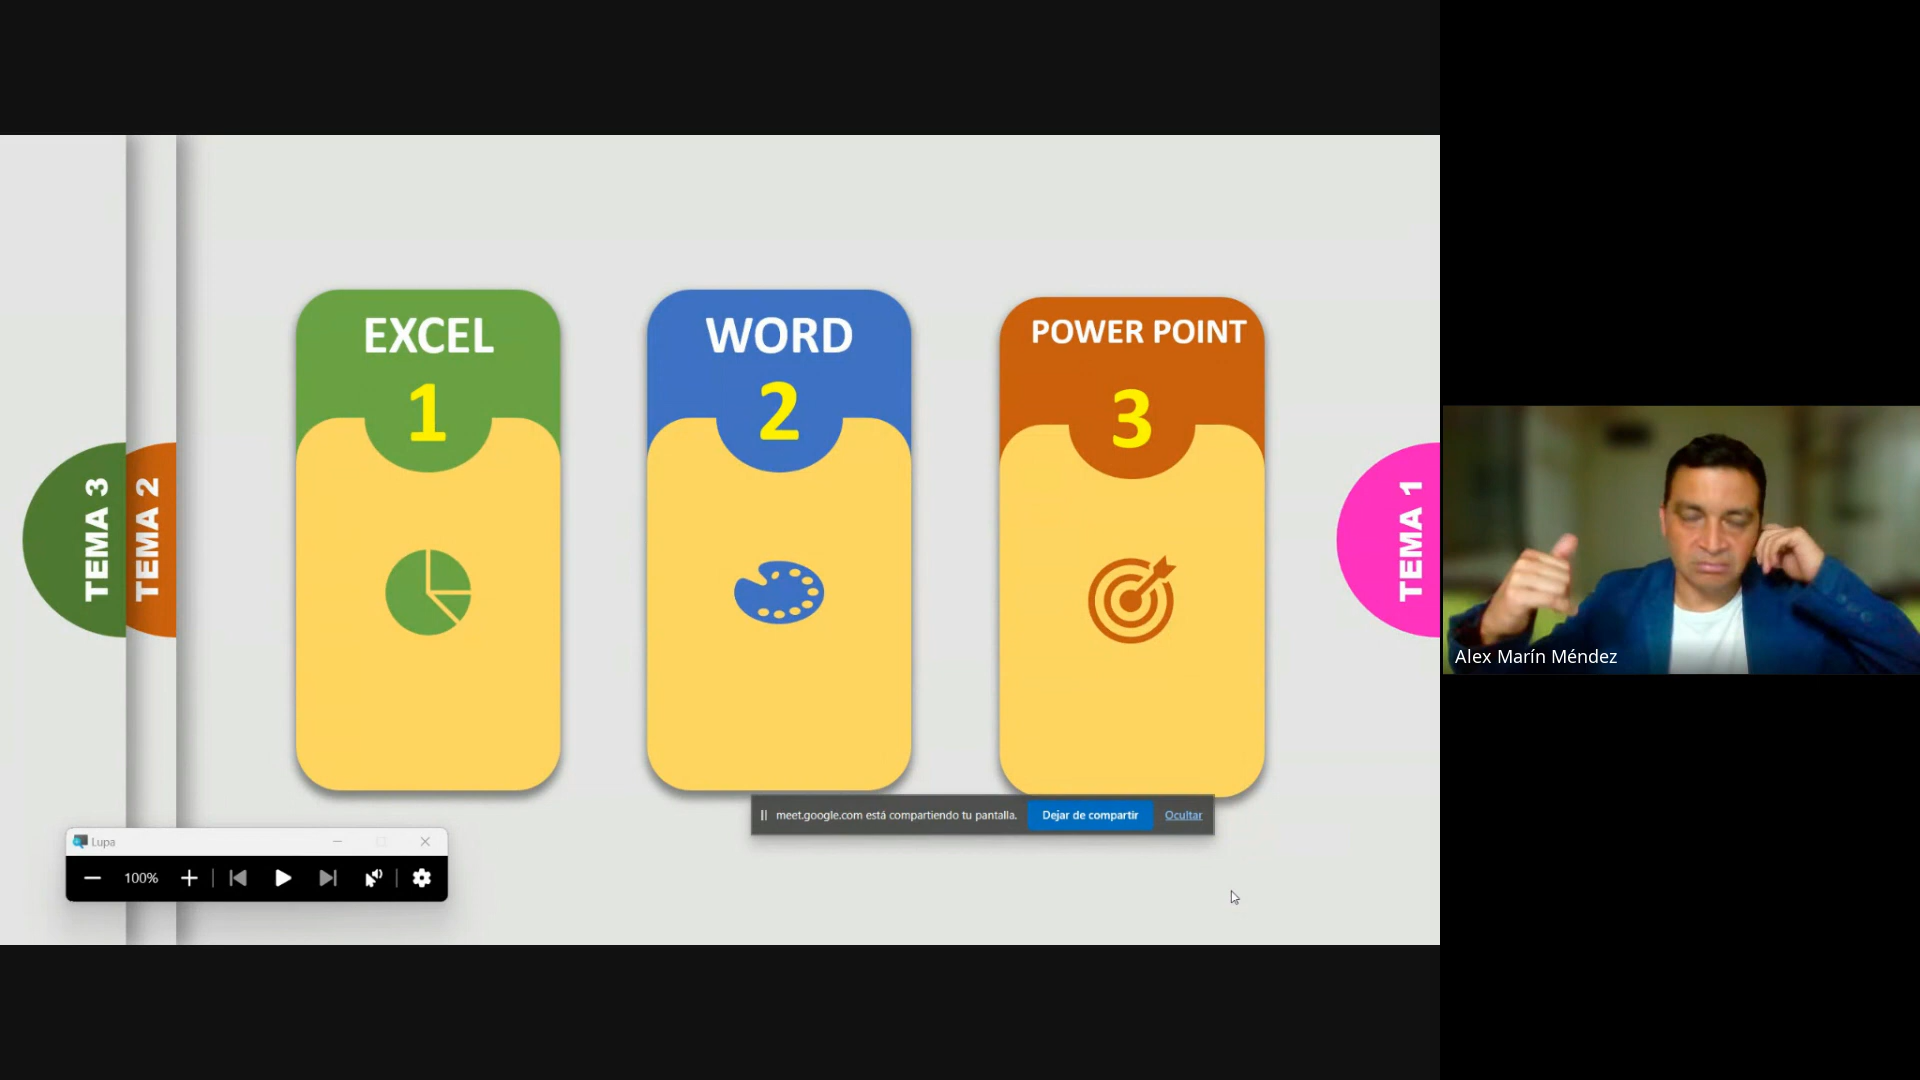 EXCEL
1
WORD
2
POWER POINT
3
TEMA 3
TEMA 2
TEMA 1
Alex Marín Méndez
meet.google.com está compartiendo tu pantalla.
Dejar de compartir
Ocultar
Lupa
100%